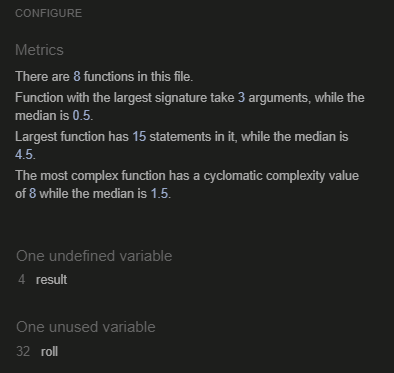 CONFIGURE
Metrics
There are 8 functions in this file.
Function with the largest signature take 3 arguments, while the
median is 0.5.
Largest function has 15 statements in it, while the median is
4.5.
The most complex function has a cyclomatic complexity value
of 8 while the median is 1.5.
One undefined variable
4 result
One unused variable
32 roll